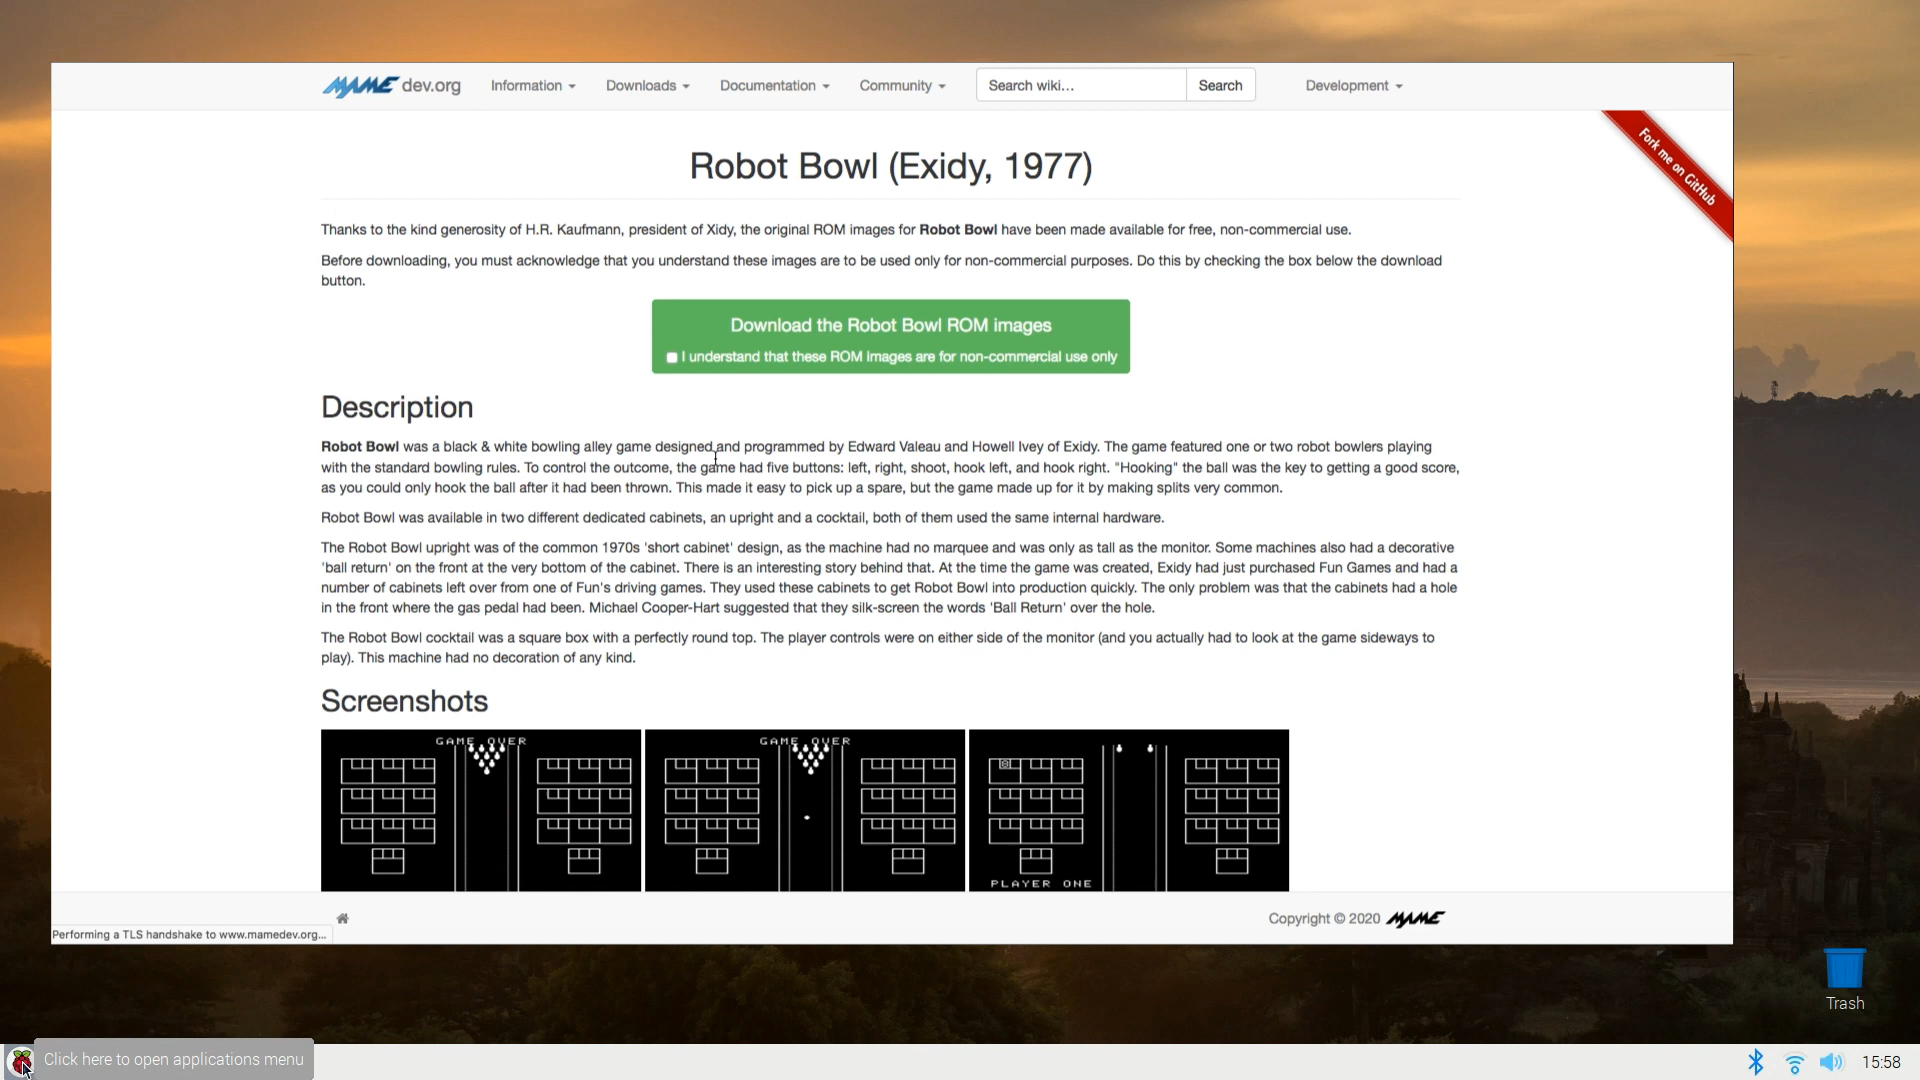 MAME dev.org Information Downloads Documentation Community Search wiki... Search Development
Fork me on GitHub
Robot Bowl (Exidy, 1977)
Thanks to the kind generosity of H.R. Kaufmann, president of Xidy, the original ROM images for Robot Bowl have been made available for free, non-commercial use.
Before downloading, you must acknowledge that you understand these images are to be used only for non-commercial purposes. Do this by checking the box below the download
button.
Download the Robot Bowl ROM images
I understand that these ROM images are for non-commercial use only
Description
Robot Bowl was a black & white bowling alley game designed and programmed by Edward Valeau and Howell Ivey of Exidy. The game featured one or two robot bowlers playing
with the standard bowling rules. To control the outcome, the game had five buttons: left, right, shoot, hook left, and hook right. "Hooking" the ball was the key to getting a good score,
as you could only hook the ball after it had been thrown. This made it easy to pick up a spare, but the game made up for it by making splits very common.
Robot Bowl was available in two different dedicated cabinets, an upright and a cocktail, both of them used the same internal hardware.
The Robot Bowl upright was of the common 1970s 'short cabinet' design, as the machine had no marquee and was only as tall as the monitor. Some machines also had a decorative
'ball return' on the front at the very bottom of the cabinet. There is an interesting story behind that. At the time the game was created, Exidy had just purchased Fun Games and had a
number of cabinets left over from one of Fun's driving games. They used these cabinets to get Robot Bowl into production quickly. The only problem was that the cabinets had a hole
in the front where the gas pedal had been. Michael Cooper-Hart suggested that they silk-screen the words 'Ball Return' over the hole.
The Robot Bowl cocktail was a square box with a perfectly round top. The player controls were on either side of the monitor (and you actually had to look at the game sideways to
play). This machine had no decoration of any kind.
Screenshots
GAME OVER
GAME OVER
8
PLAYER ONE
Copyright © 2020 MAME
Performing a TLS handshake to www.mamedev.org...
Trash
Click here to open applications menu
15:58